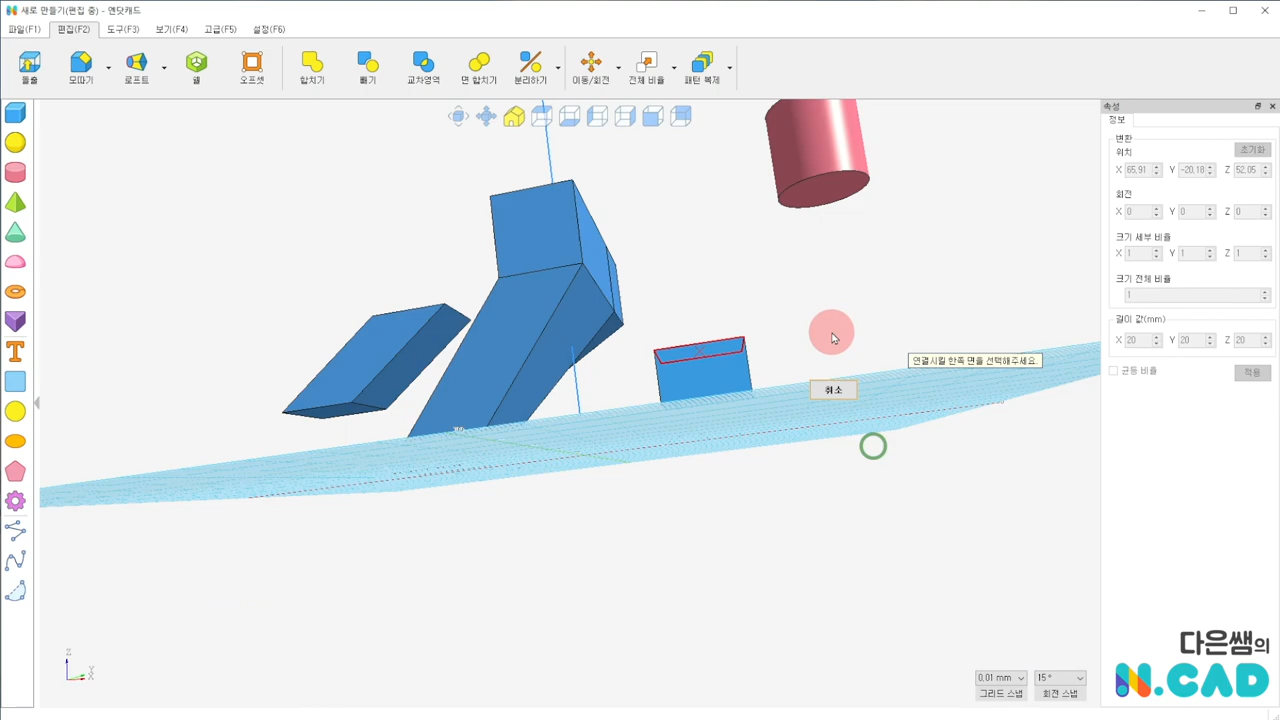 새로 만들기(편집 중) - 엔닷캐드
파일(F1) 편집(F2) 도구(F3) 보기(F4) 고급(F5) 설정(F6)
돌출 모따기 로프트 쉘 오프셋 합치기 빼기 교차영역 면 합치기 분리하기 이동/회전 전체 비율 패턴 복제
속성
정보
변환
위치 초기화
X 65.91 Y -20.18 Z 52.05
회전
X 0 Y 0 Z 0
크기 세부 비율
X 1 Y 1 Z 1
크기 전체 비율
1
길이 값(mm)
X 20 Y 20 Z 20
균등 비율 적용
연결시킬 한쪽 면을 선택해주세요.
취소
Z
Y
X
0.01 mm 15 °
그리드 스냅 회전 스냅
다은쌤의
N.CAD